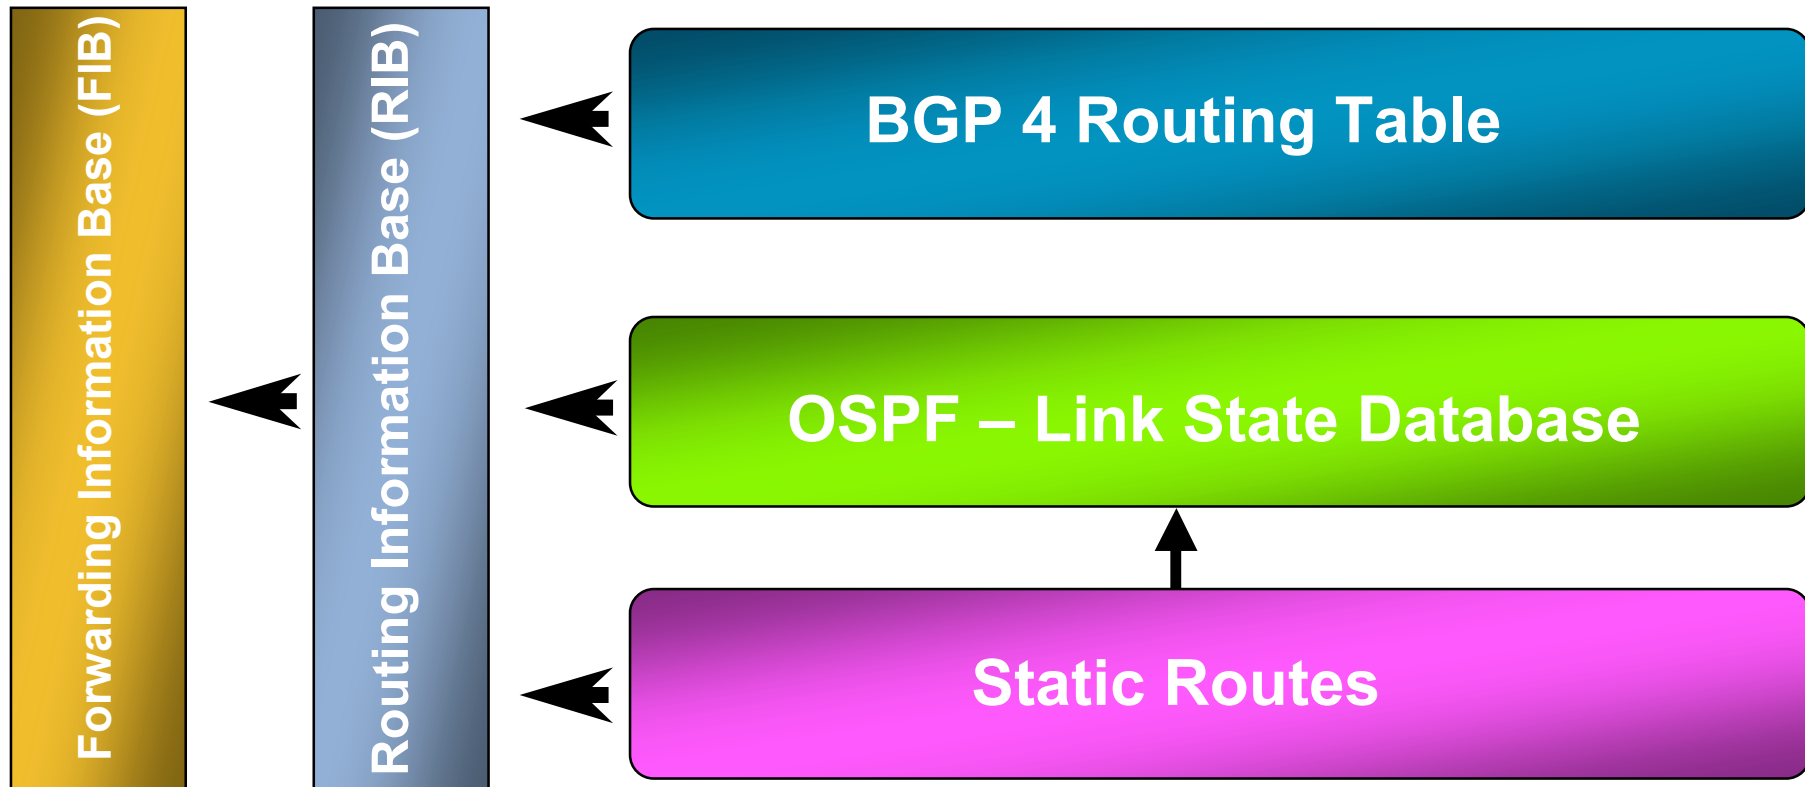 Forwarding Information Base (FIB)
Routing Information Base (RIB)
BGP 4 Routing Table
OSPF – Link State Database
Static Routes